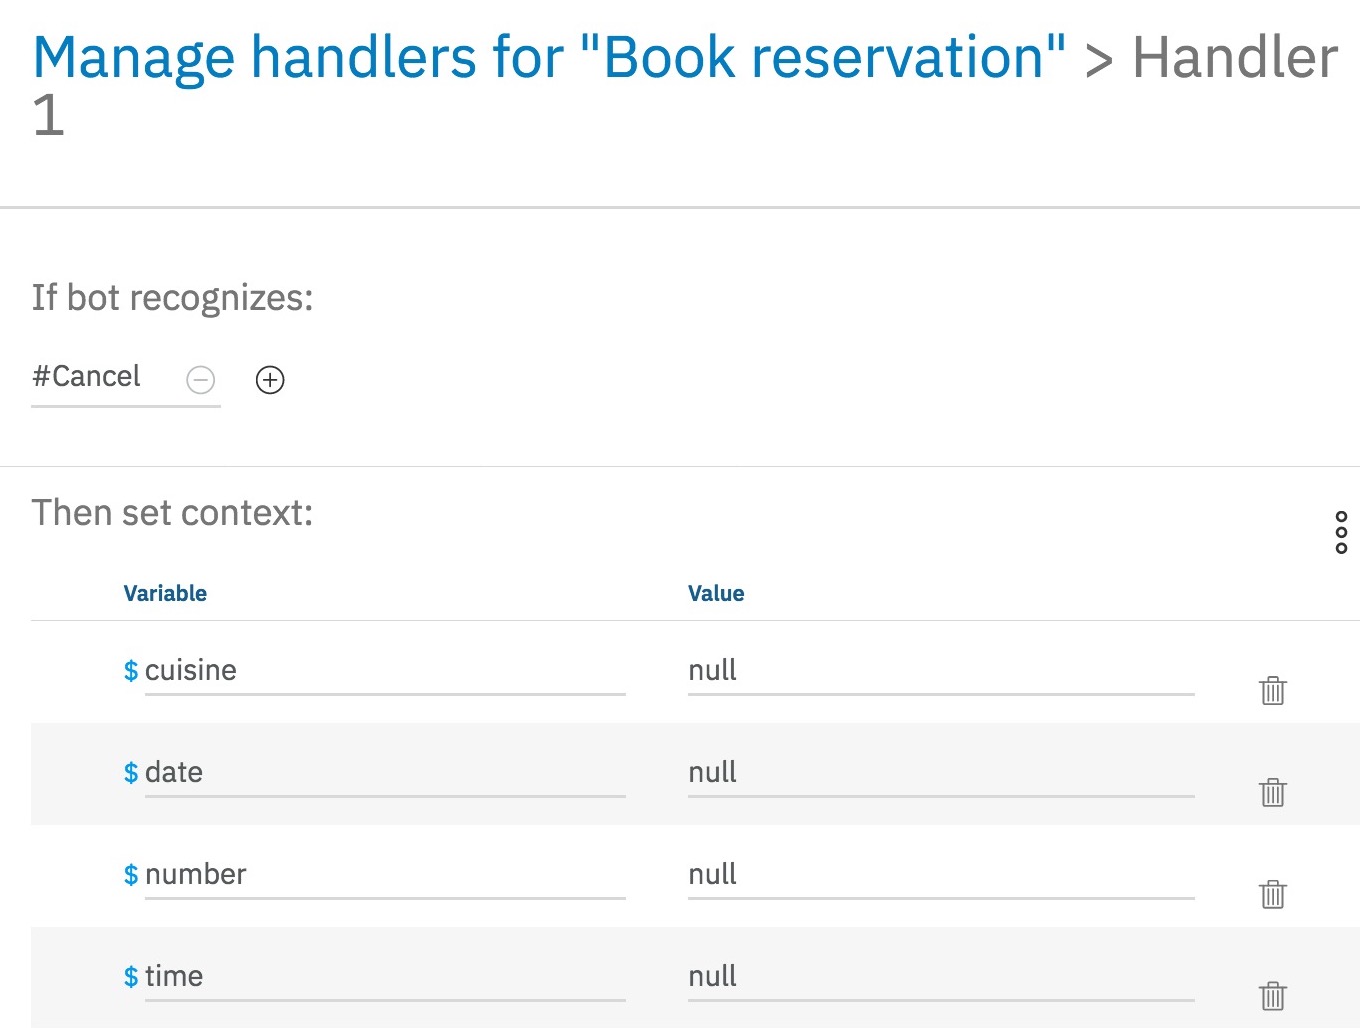 Manage handlers for "Book reservation" > Handler
1
If bot recognizes:
#Cancel
Then set context:
Variable Value
$ cuisine null
$ date null
$ number null
$ time null